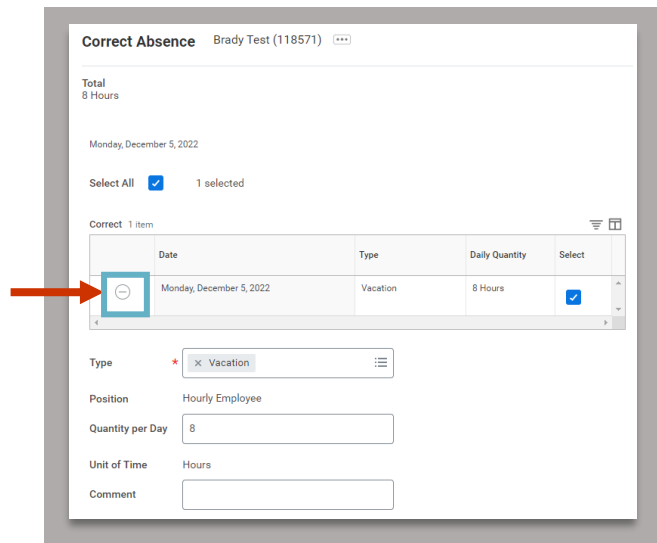 Correct Absence Brady Test (118571)
Total
8 Hours
Monday, December 5, 2022
Select All 1 selected
Correct 1 item
Date Type Daily Quantity Select
Monday, December 5, 2022 Vacation 8 Hours
Type * × Vacation
Position Hourly Employee
Quantity per Day 8
Unit of Time Hours
Comment